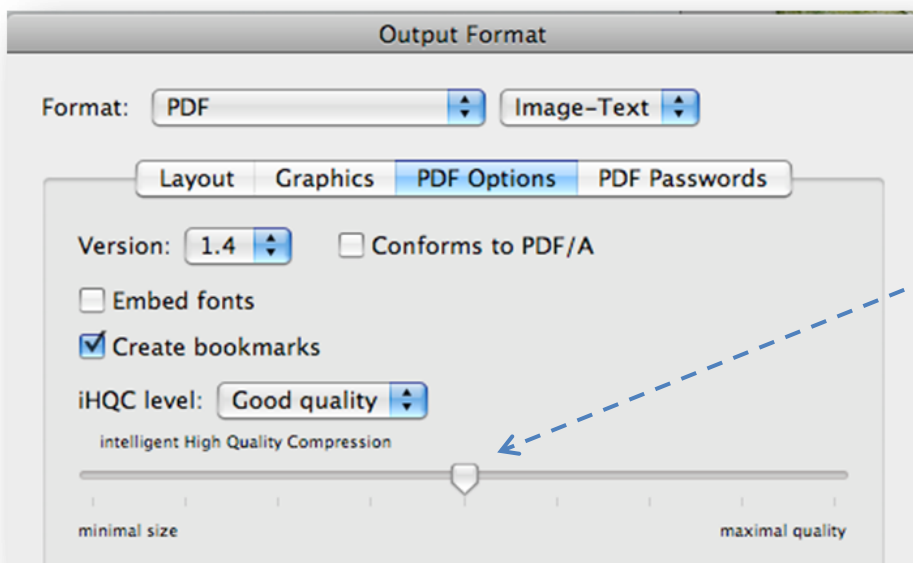 Output Format
Format: PDF Image-Text
Layout Graphics PDF Options PDF Passwords
Version: 1.4 Conforms to PDF/A
Embed fonts
Create bookmarks
iHQC level: Good quality
intelligent High Quality Compression
minimal size maximal quality